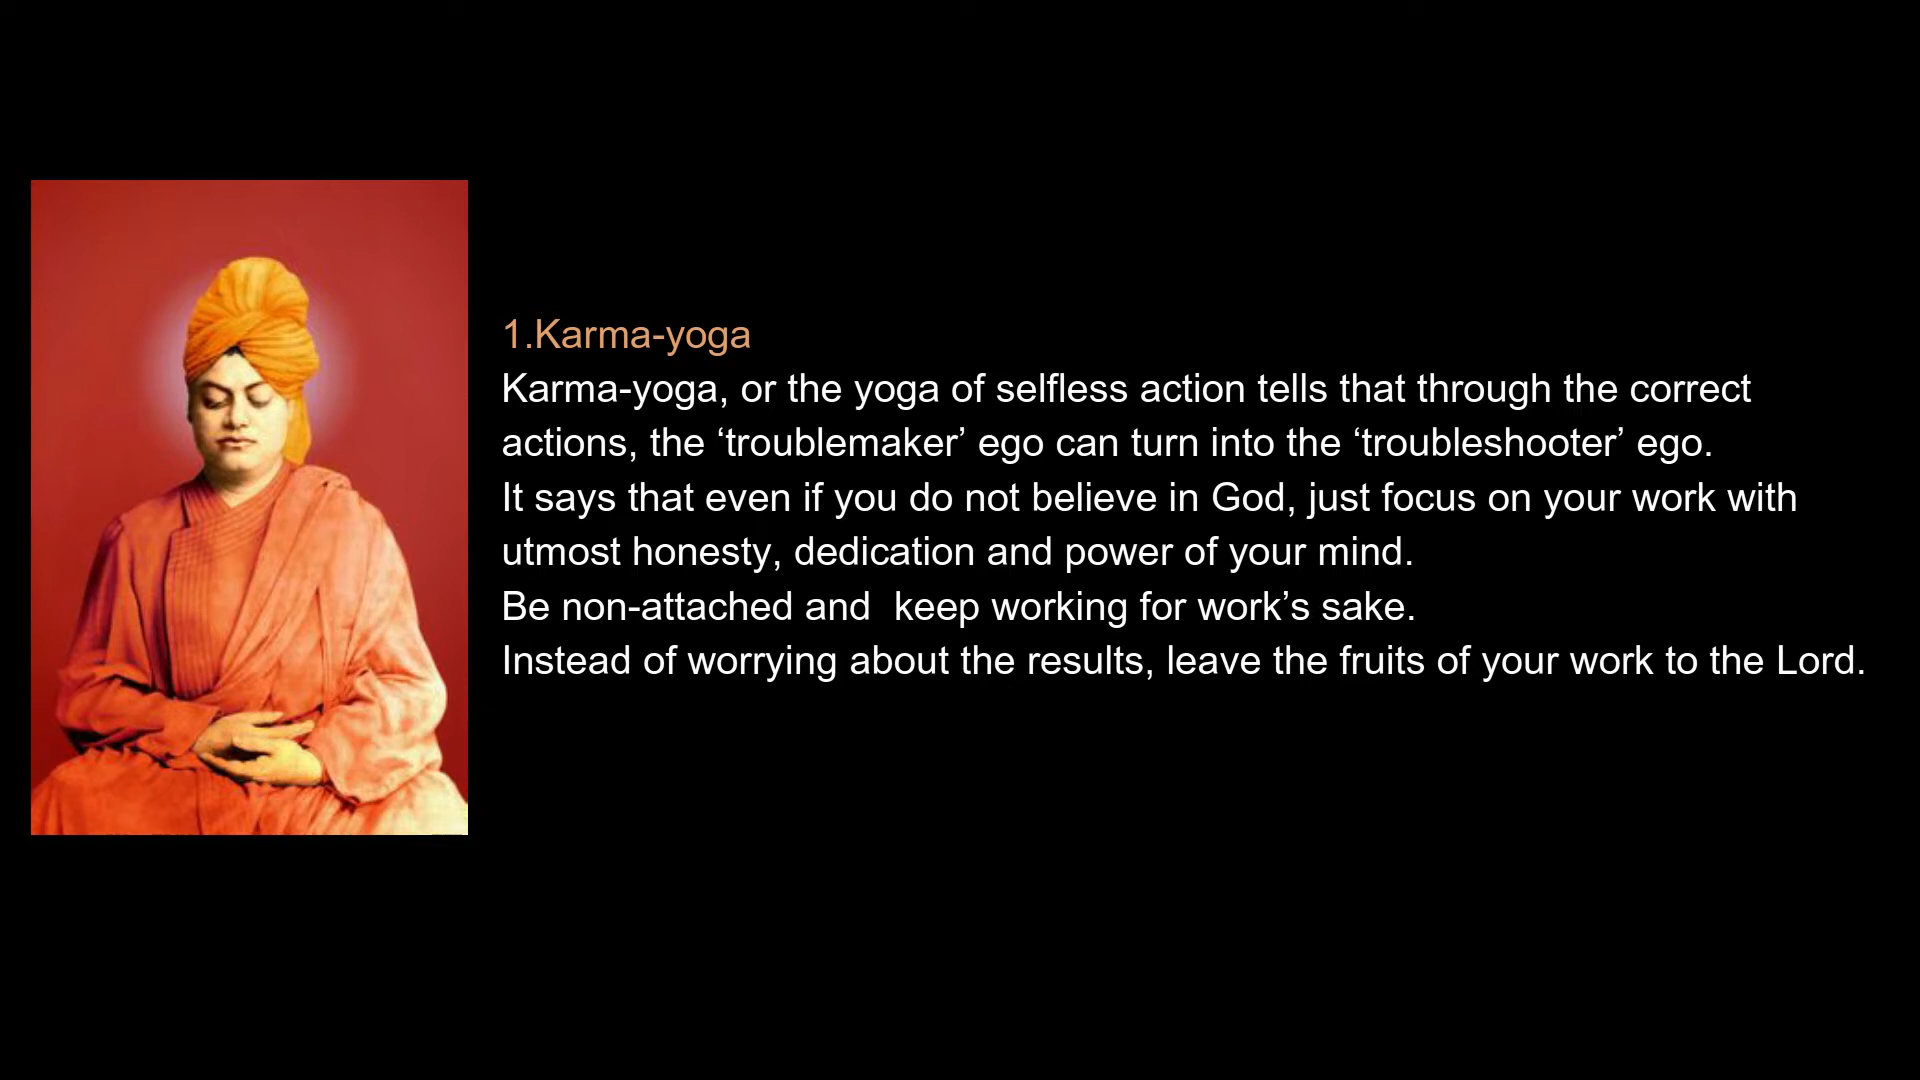 1.Karma-yoga
Karma-yoga, or the yoga of selfless action tells that through the correct
actions, the ‘troublemaker’ ego can turn into the ‘troubleshooter’ ego.
It says that even if you do not believe in God, just focus on your work with
utmost honesty, dedication and power of your mind.
Be non-attached and  keep working for work’s sake.
Instead of worrying about the results, leave the fruits of your work to the Lord.